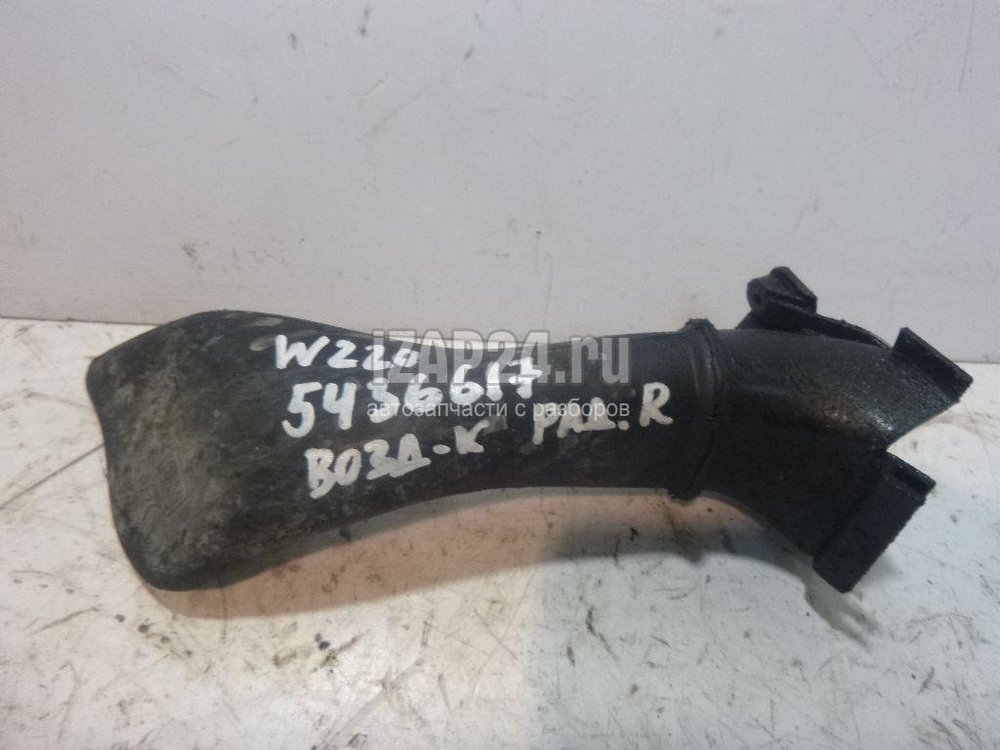 iZAP24.ru
W220
5436617
автозапчасти с разборов
ВОЗД-К РАД. R